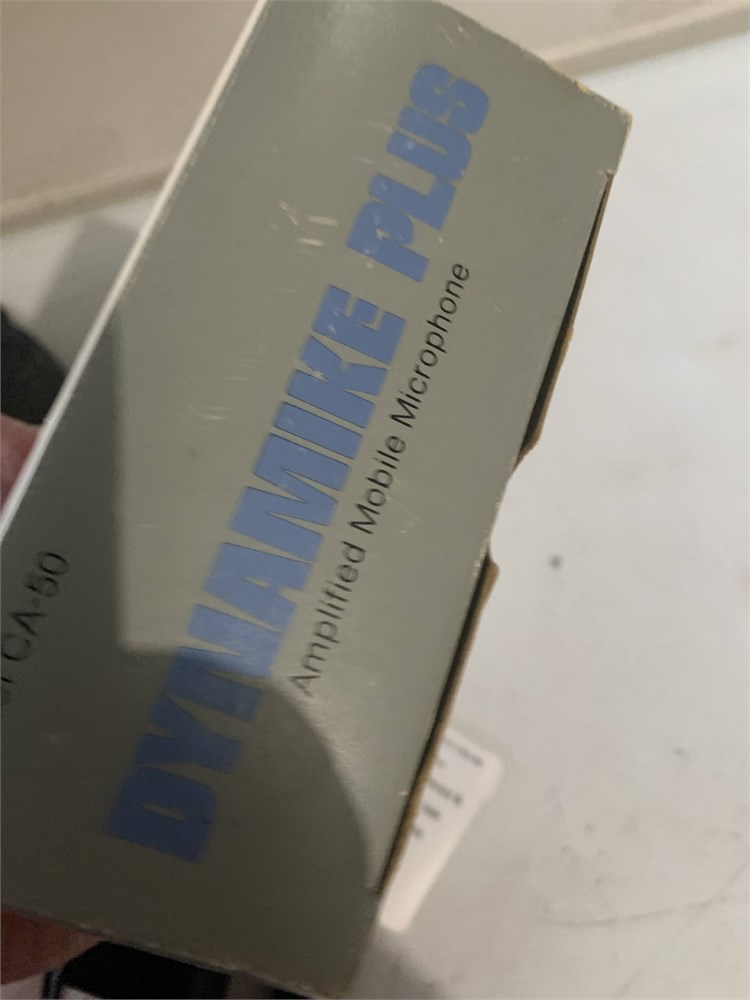 DYNAMIKE PLUS
Amplified Mobile Microphone
CA-50